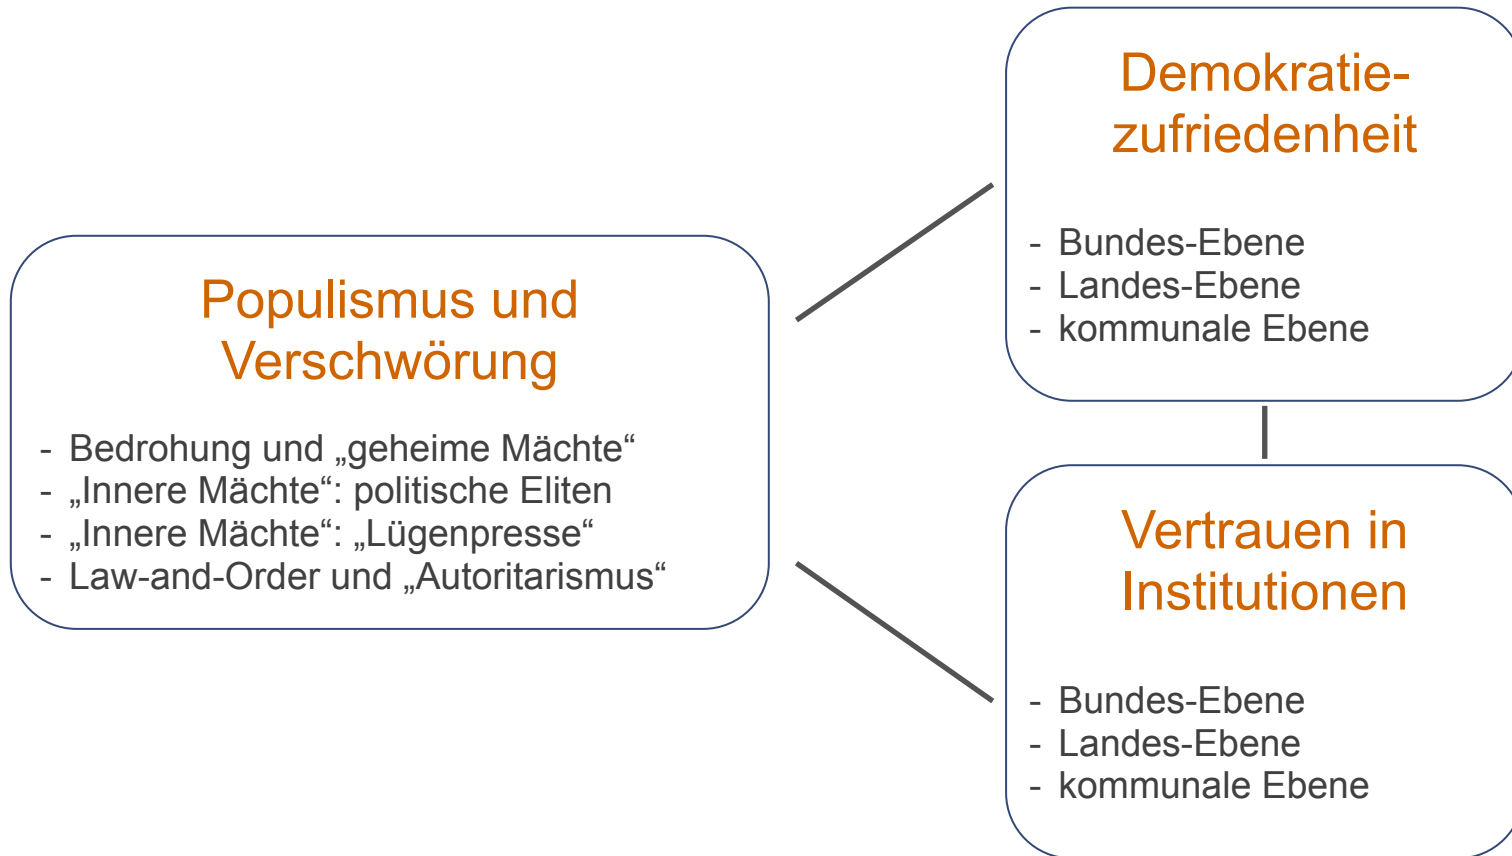 Populismus und
Verschwörung
- Bedrohung und „geheime Mächte“
- „Innere Mächte“: politische Eliten
- „Innere Mächte“: „Lügenpresse“
- Law-and-Order und „Autoritarismus“
Demokratie-
zufriedenheit
- Bundes-Ebene
- Landes-Ebene
- kommunale Ebene
Vertrauen in
Institutionen
- Bundes-Ebene
- Landes-Ebene
- kommunale Ebene